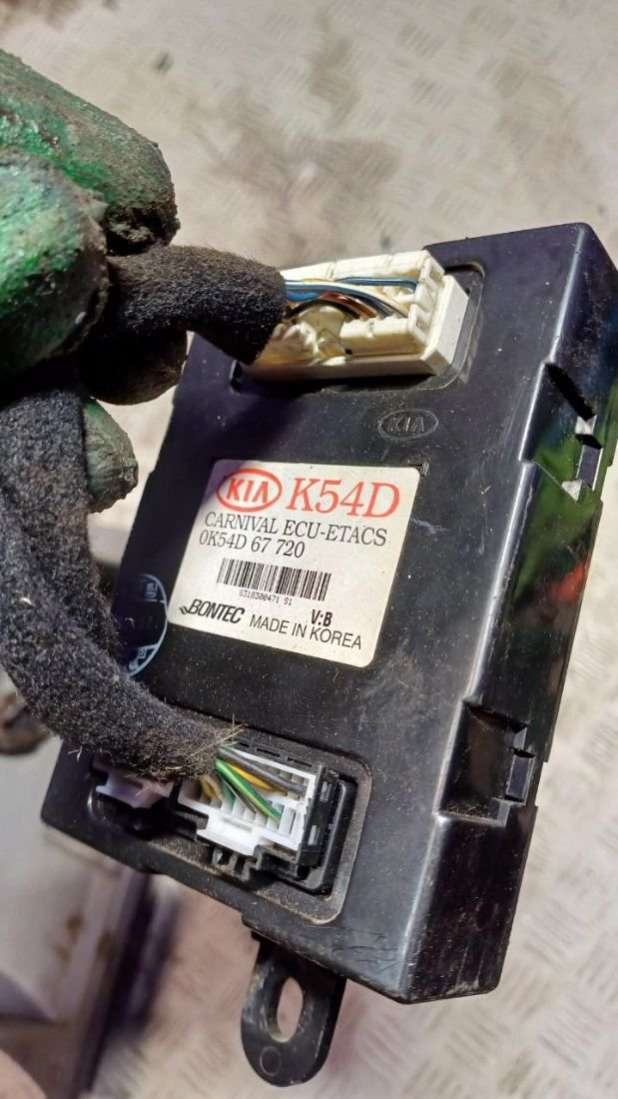 KIA
KIA K54D
CARNIVAL ECU-ETACS
0K54D 67 720
BONTEC V:B
MADE IN KOREA